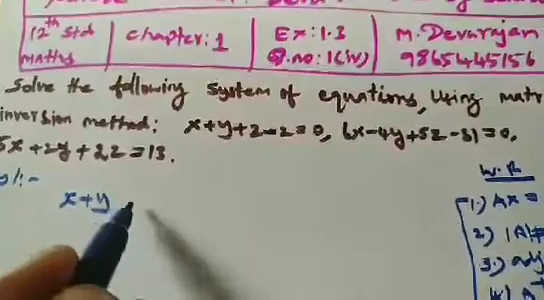 12th Std Maths
Chapter: 1
Ex: 1.3
Q.no: 1(iv)
M. Devarajan
9865445156
Solve the following system of equations, using matr
inversion method: x+y+z-2=0, 6x-4y+5z-31=0,
5x+2y+2z=13.
x+y
W.R
1.) AX =
2) |A|≠
3.) adj